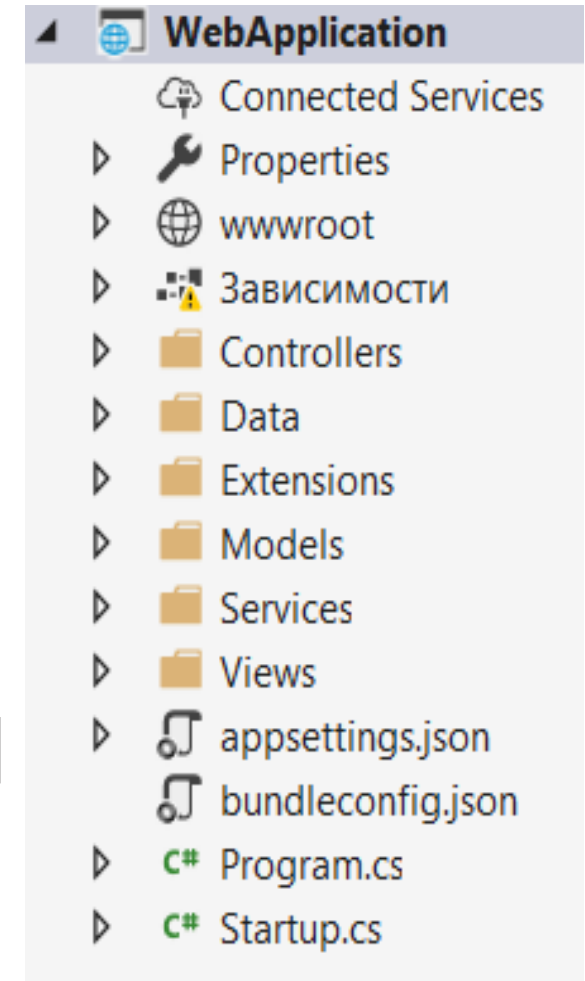 WebApplication
Connected Services
Properties
wwwroot
Зависимости
Controllers
Data
Extensions
Models
Services
Views
appsettings.json
bundleconfig.json
C# Program.cs
C# Startup.cs